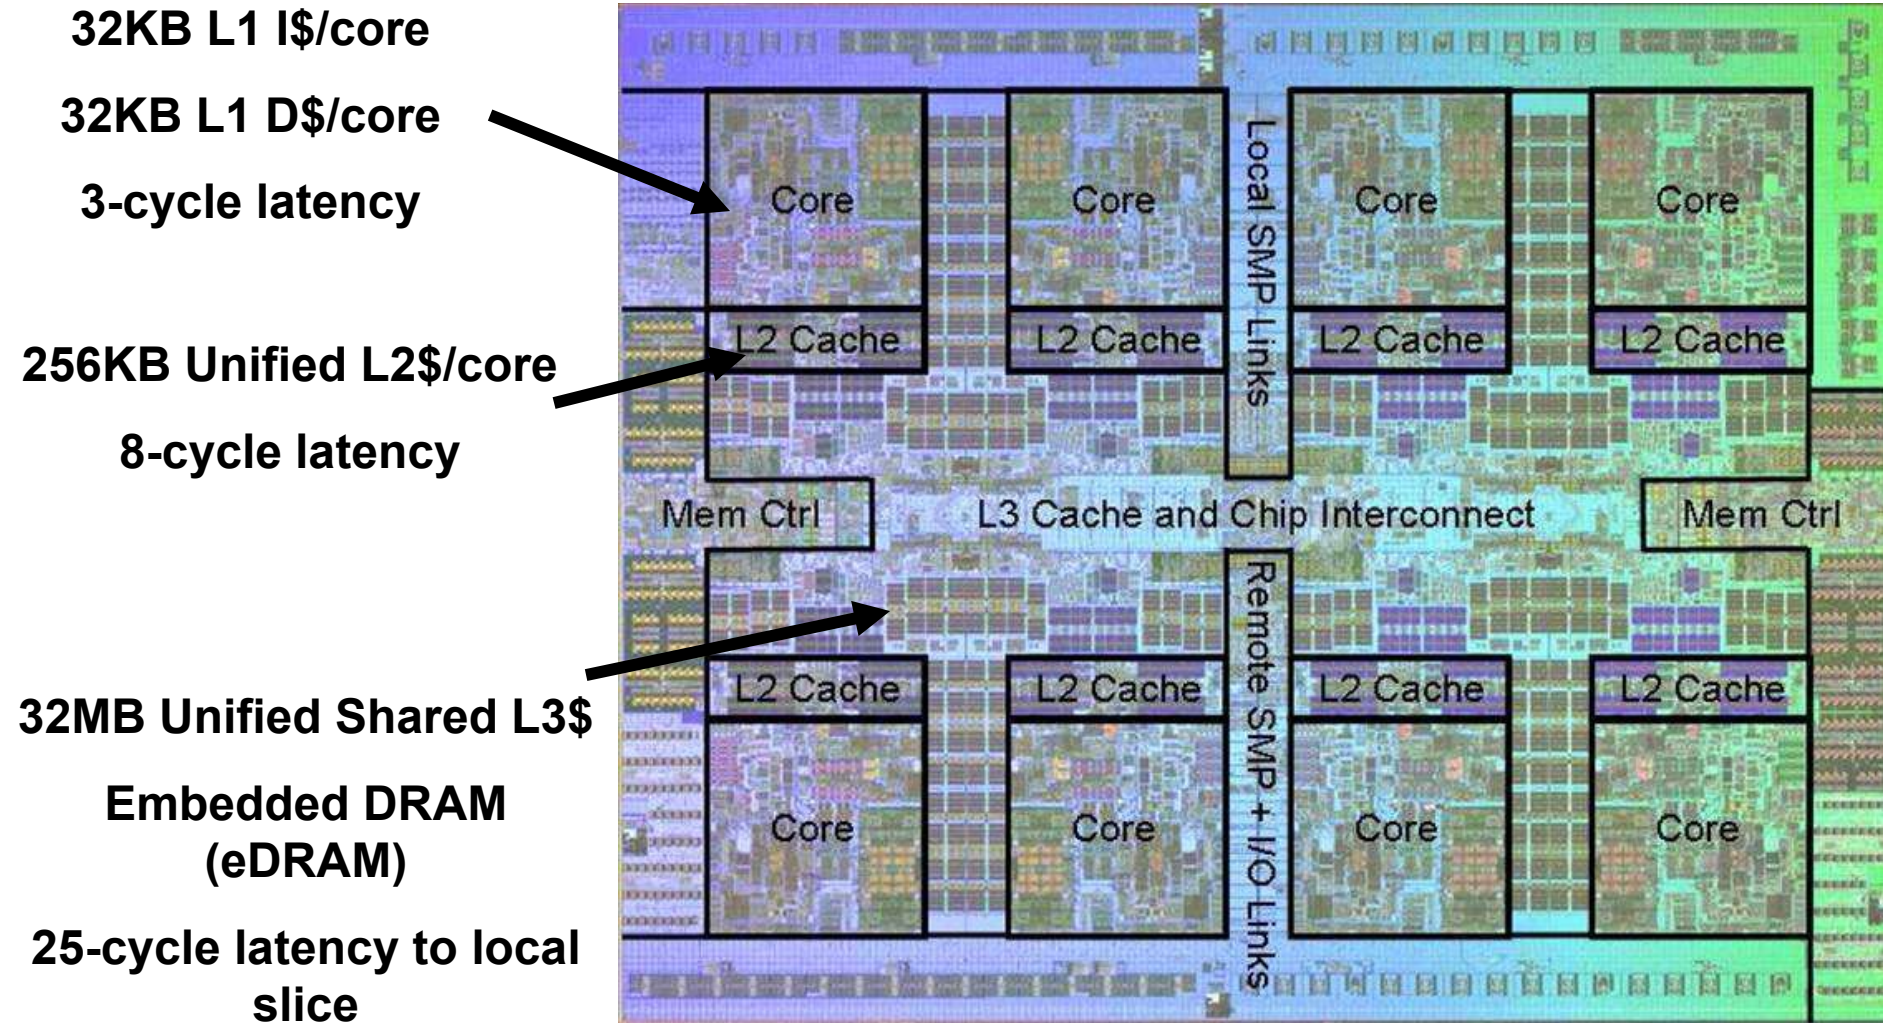 32KB L1 I$/core
32KB L1 D$/core
3-cycle latency
256KB Unified L2$/core
8-cycle latency
32MB Unified Shared L3$
Embedded DRAM
(eDRAM)
25-cycle latency to local
slice
Core
Core
Core
Core
Local SMP Links
L2 Cache
L2 Cache
L2 Cache
L2 Cache
Mem Ctrl
L3 Cache and Chip Interconnect
Mem Ctrl
Remote SMP + I/O Links
L2 Cache
L2 Cache
L2 Cache
L2 Cache
Core
Core
Core
Core